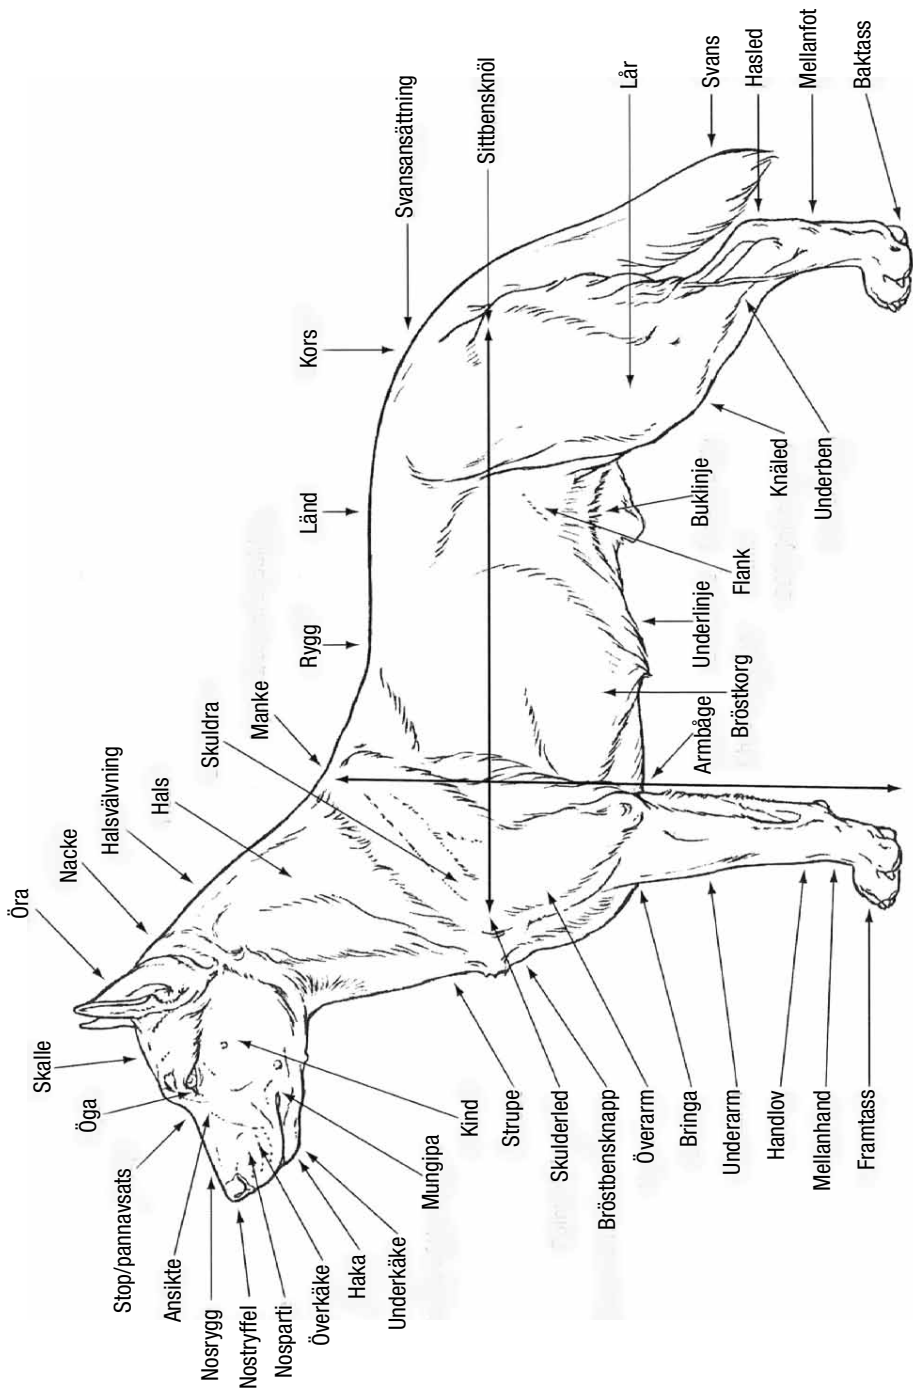 Öra
Nacke
Halsvälvning
Hals
Skuldra
Manke
Rygg
Länd
Kors
Svansansättning
Sittbensknöl
Lår
Svans
Hasled
Mellanfot
Baktass
Skalle
Öga
Stop/pannavsats
Ansikte
Nosrygg
Nostryffel
Nosparti
Överkäke
Haka
Underkäke
Mungipa
Kind
Strupe
Skulderled
Bröstbensknapp
Överarm
Bringa
Underarm
Handlov
Mellanhand
Framtass
Armbåge
Bröstkorg
Underlinje
Flank
Buklinje
Knäled
Underben